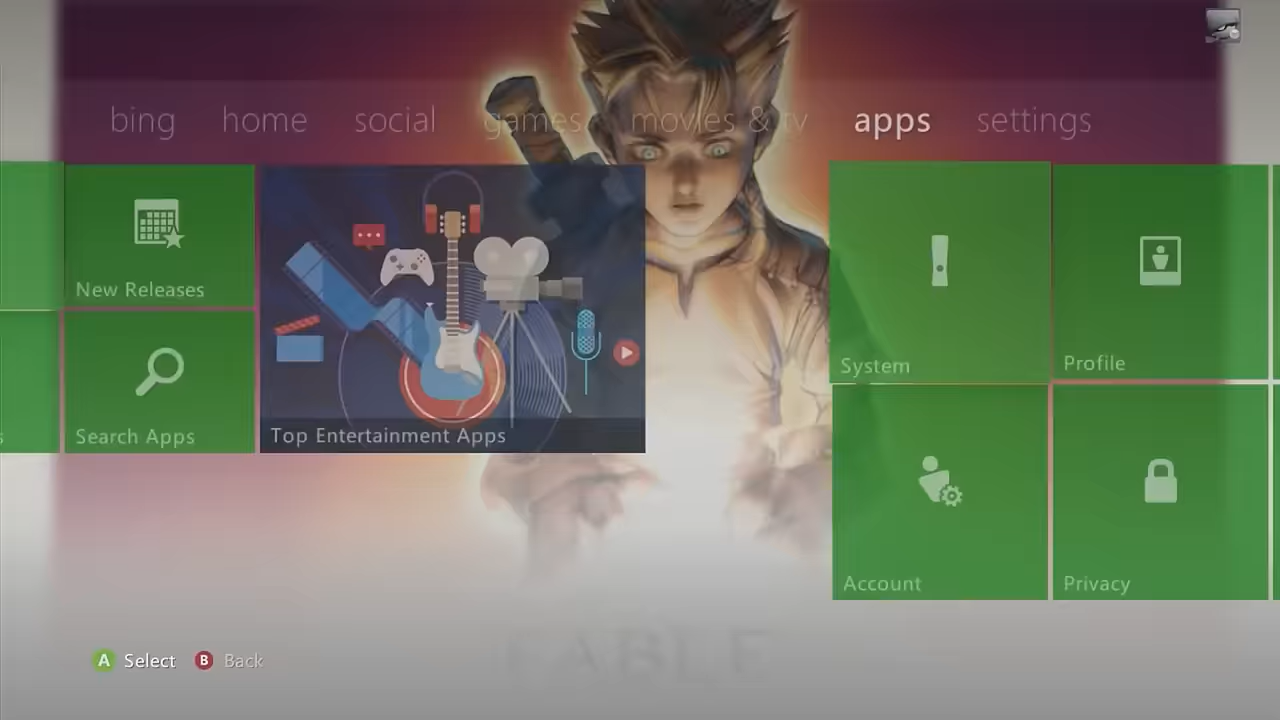 bing home social games movies & tv apps settings
New Releases
s
Search Apps
Top Entertainment Apps
System
Profile
Account
Privacy
FABLE
A Select B Back